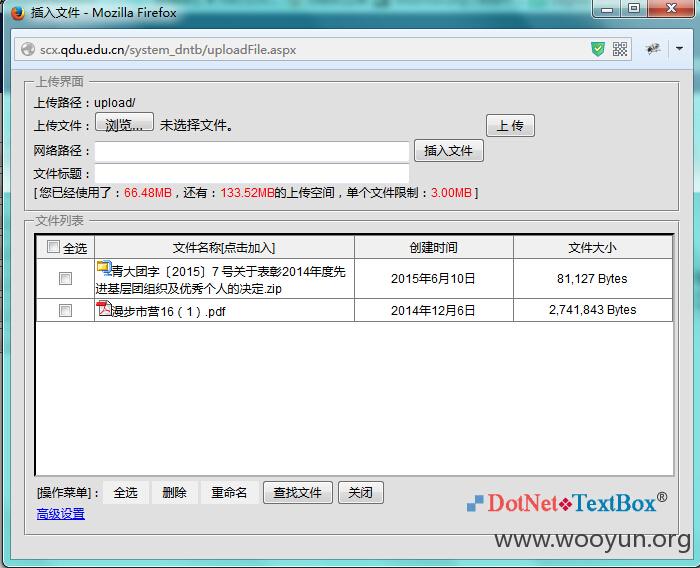 插入文件 - Mozilla Firefox
scx.qdu.edu.cn/system_dntb/uploadFile.aspx
上传界面
上传路径：upload/
上传文件： 浏览... 未选择文件。 上 传
网络路径： 插入文件
文件标题：
[ 您已经使用了：66.48MB，还有：133.52MB的上传空间，单个文件限制：3.00MB ]
文件列表
全选 文件名称[点击加入] 创建时间 文件大小
青大团字〔2015〕7 号关于表彰2014年度先
进基层团组织及优秀个人的决定.zip 2015年6月10日 81,127 Bytes
漫步市营16（1）.pdf 2014年12月6日 2,741,843 Bytes
[操作菜单]： 全选 删除 重命名 查找文件 关闭
高级设置
DotNet TextBox®
www.wooyun.org